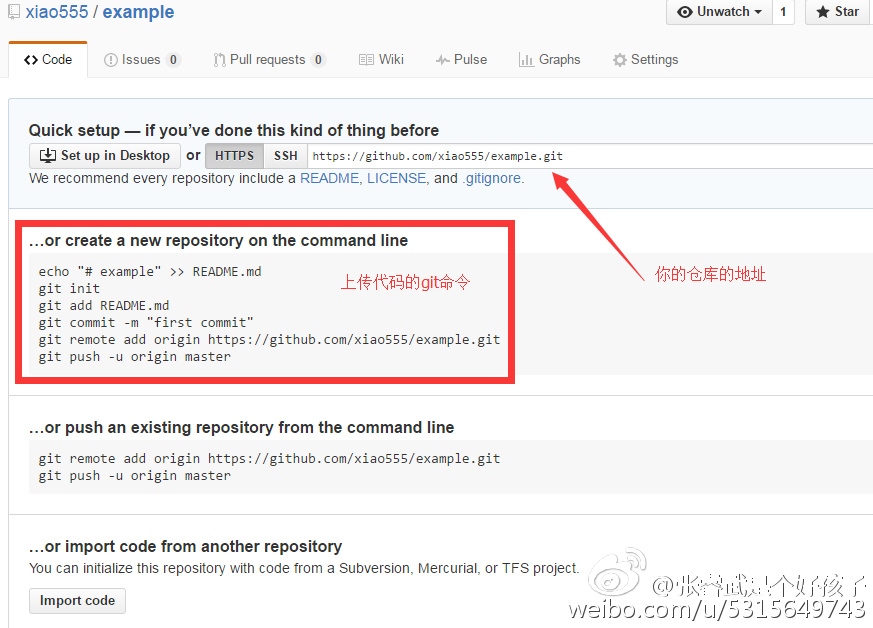 xiao555 / example
Unwatch 1 Star
Code Issues 0 Pull requests 0 Wiki Pulse Graphs Settings
Quick setup — if you've done this kind of thing before
Set up in Desktop or HTTPS SSH https://github.com/xiao555/example.git
We recommend every repository include a README, LICENSE, and .gitignore.
你的仓库的地址
…or create a new repository on the command line
上传代码的git命令
echo "# example" >> README.md
git init
git add README.md
git commit -m "first commit"
git remote add origin https://github.com/xiao555/example.git
git push -u origin master
…or push an existing repository from the command line
git remote add origin https://github.com/xiao555/example.git
git push -u origin master
…or import code from another repository
You can initialize this repository with code from a Subversion, Mercurial, or TFS project.
Import code
个好孩子
weibo.com/u/5315649743